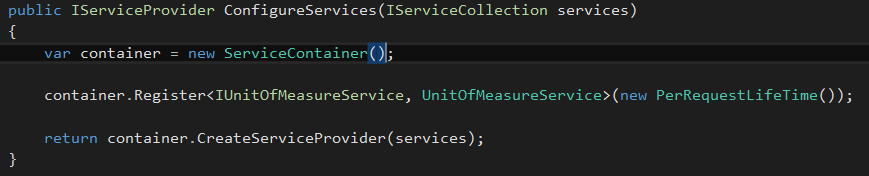 public IServiceProvider ConfigureServices(IServiceCollection services)
{
    var container = new ServiceContainer();
    container.Register<IUnitOfMeasureService, UnitOfMeasureService>(new PerRequestLifeTime());
    return container.CreateServiceProvider(services);
}